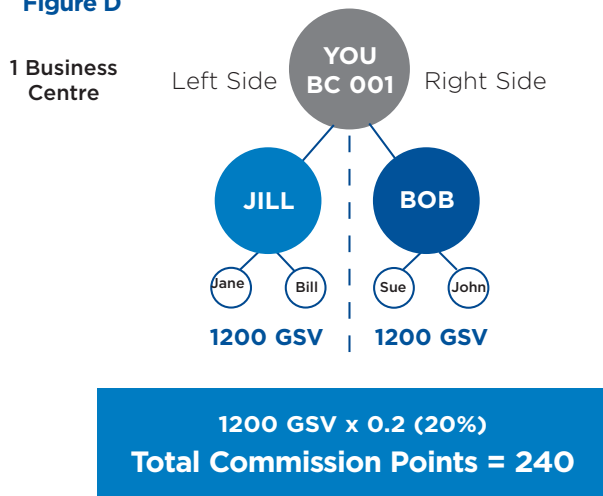 Figure D
1 Business
Centre
Left Side
YOU
BC 001
Right Side
JILL
BOB
Jane
Bill
Sue
John
1200 GSV
1200 GSV
1200 GSV x 0.2 (20%)
Total Commission Points = 240